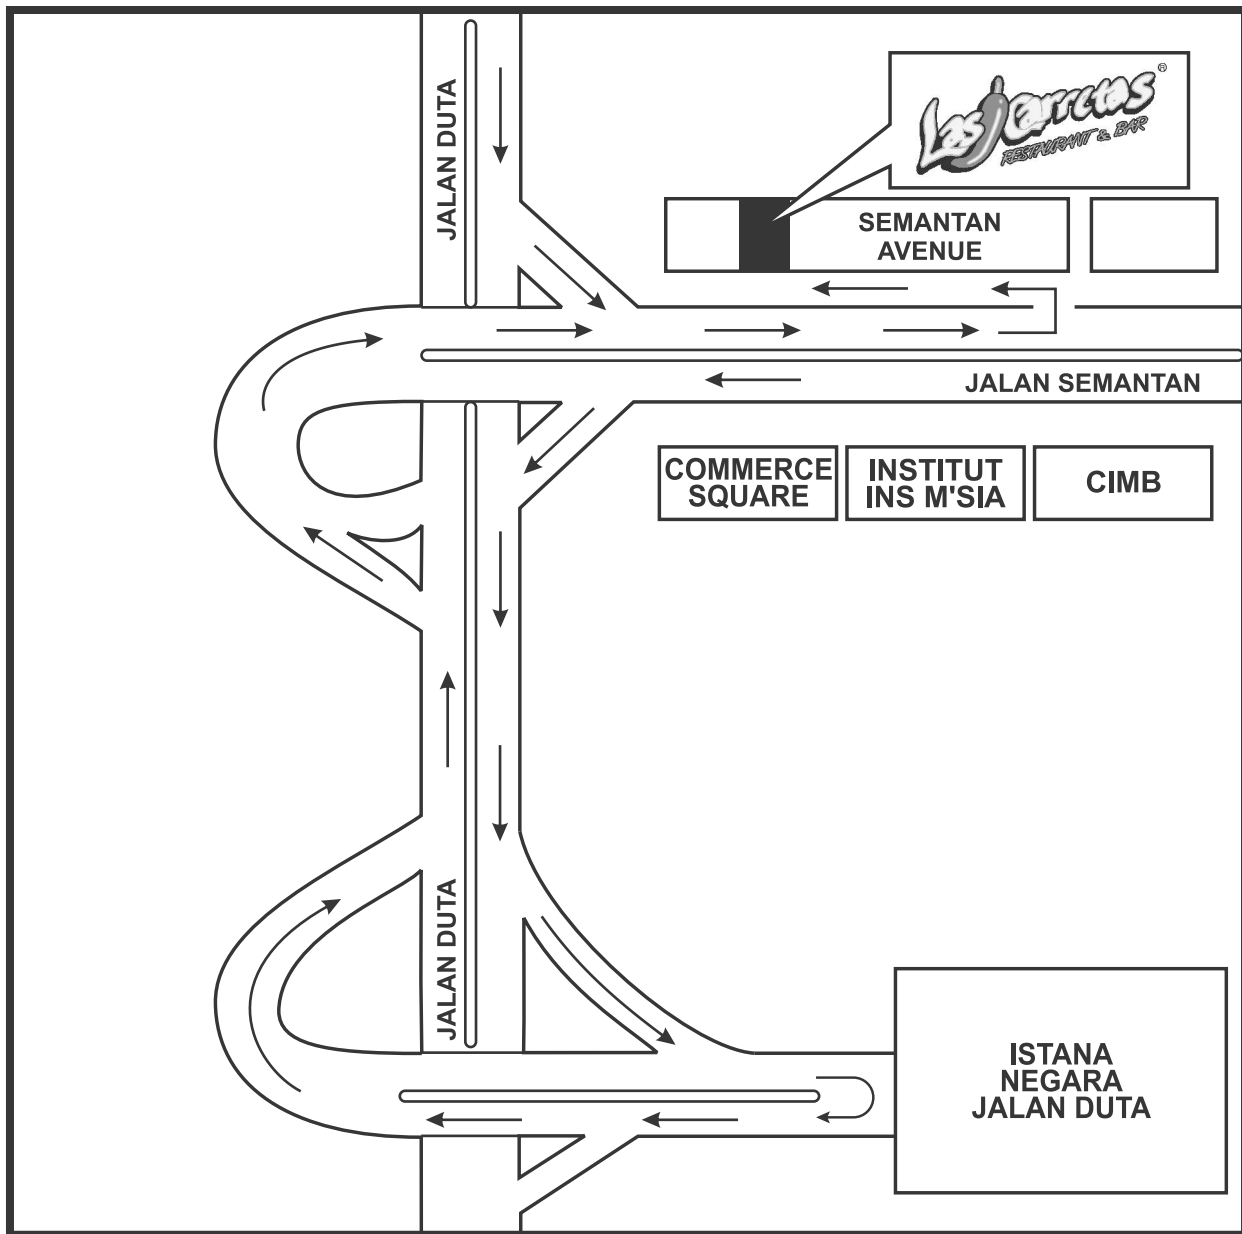 JALAN DUTA
Las Carretas®
RESTAURANT & BAR
SEMANTAN
AVENUE
JALAN SEMANTAN
COMMERCE
SQUARE
INSTITUT
INS M'SIA
CIMB
JALAN DUTA
ISTANA
NEGARA
JALAN DUTA